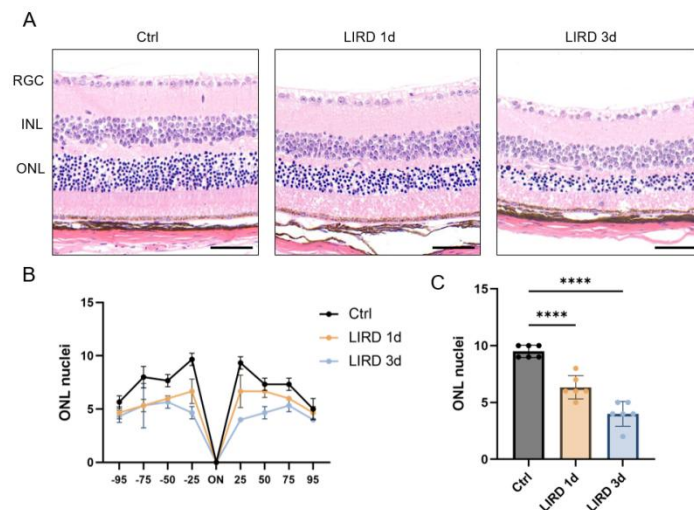 A
Ctrl
LIRD 1d
LIRD 3d
RGC
INL
ONL
B
ONL nuclei
15
10
5
0
-95 -75 -50 -25 ON 25 50 75 95
Ctrl
LIRD 1d
LIRD 3d
C
ONL nuclei
15
10
5
0
****
****
Ctrl
LIRD 1d
LIRD 3d